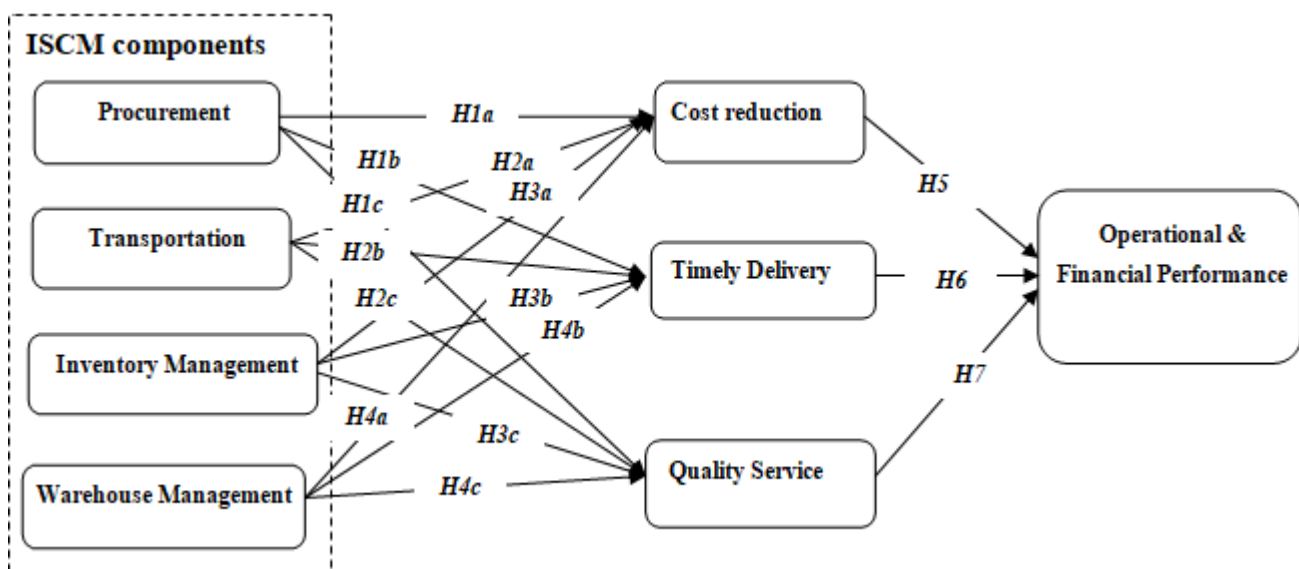 ISCM components
Procurement
Transportation
Inventory Management
Warehouse Management
H1a
H1b
H1c
H2a
H2b
H2c
H3a
H3b
H3c
H4a
H4b
H4c
Cost reduction
Timely Delivery
Quality Service
H5
H6
H7
Operational &
Financial Performance